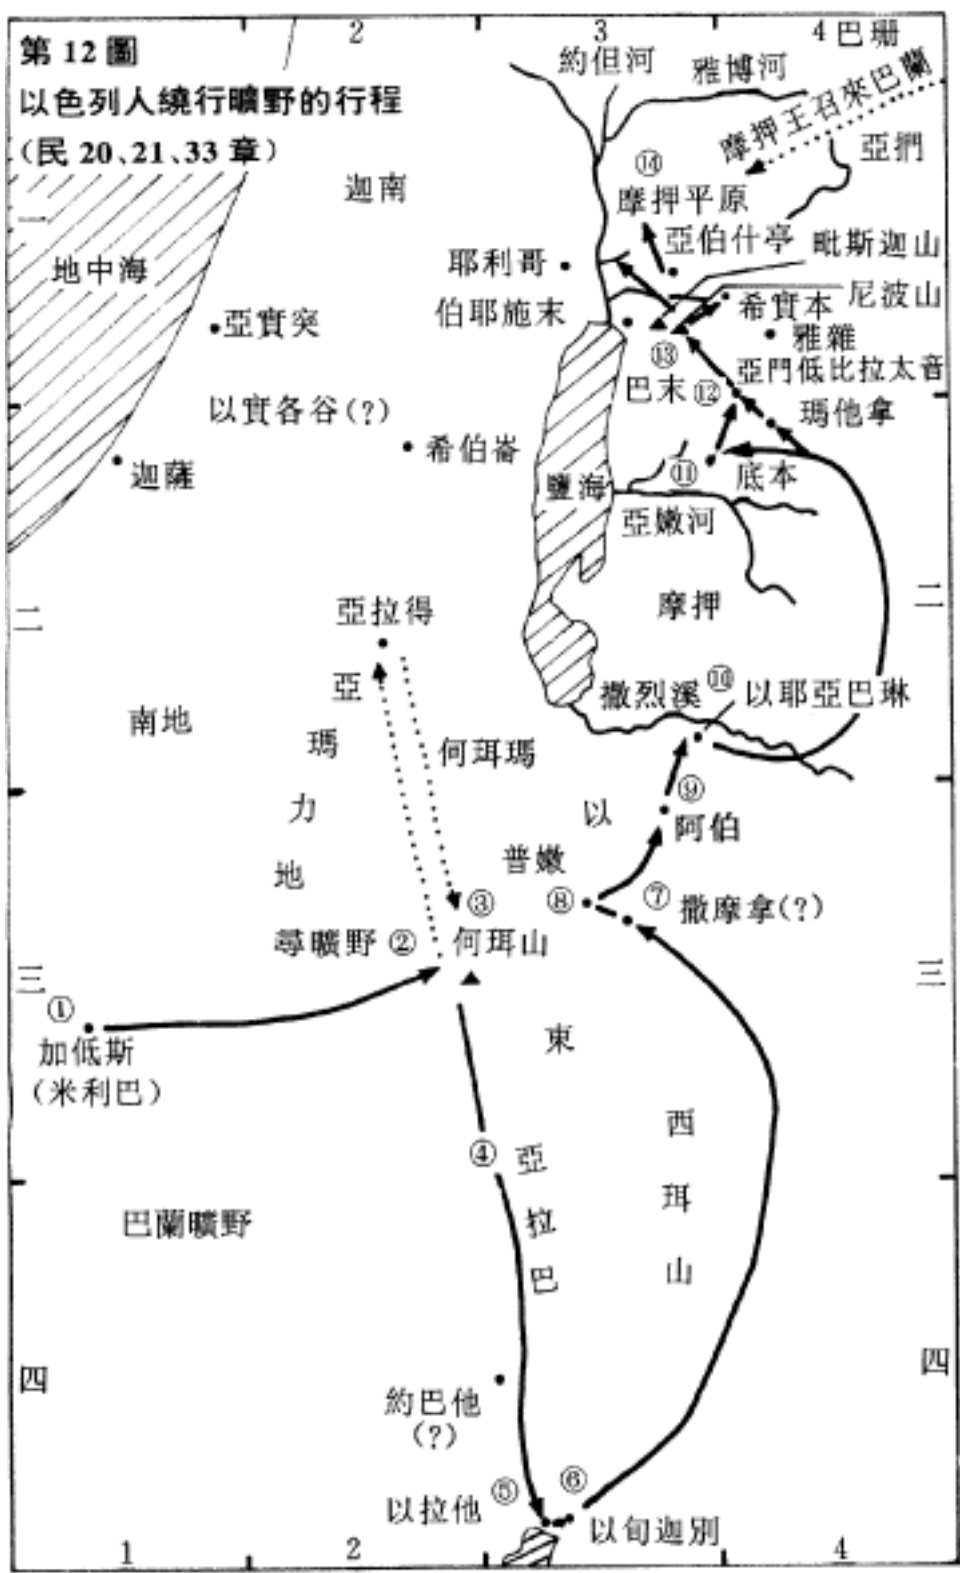 2
3
4
第 12 圖
以色列人繞行曠野的行程
(民 20、21、33 章)
巴珊
約但河
雅博河
摩押王召來巴蘭
亞捫
一
迦南
⑭
摩押平原
亞伯什亭
毗斯迦山
地中海
耶利哥
尼波山
伯耶施末
希實本
亞實突
雅雜
⑬
亞門低比拉太音
巴末
⑫
瑪他拿
以實各谷(?)
希伯崙
迦薩
⑪
底本
鹽海
亞嫩河
二
二
摩押
亞拉得
亞瑪力地
南地
撒烈溪
⑩
以耶亞巴琳
何珥瑪
⑨
阿伯
以東
普嫩
⑧
⑦
撒摩拿(?)
③
尋曠野
②
何珥山
三
三
①
加低斯
(米利巴)
④
亞拉巴
西珥山
巴蘭曠野
四
四
約巴他
(?)
⑤
⑥
以拉他
以旬迦別
1
2
4